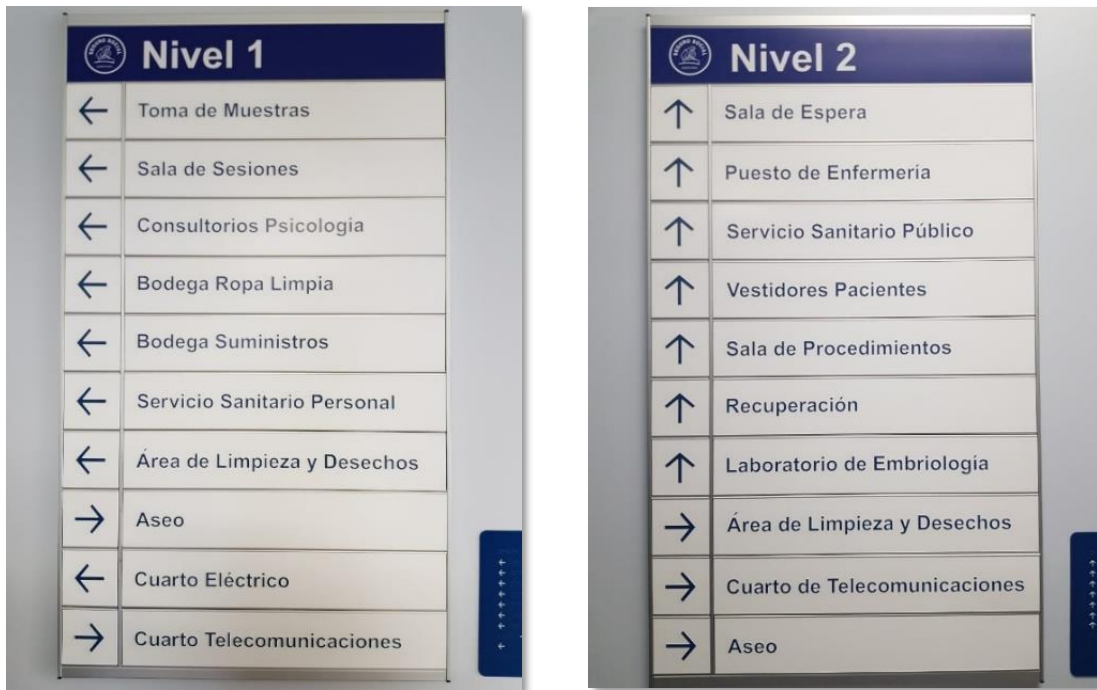 Nivel 1
← Toma de Muestras
← Sala de Sesiones
← Consultorios Psicologia
← Bodega Ropa Limpia
← Bodega Suministros
← Servicio Sanitario Personal
← Área de Limpieza y Desechos
→ Aseo
← Cuarto Eléctrico
→ Cuarto Telecomunicaciones
Nivel 2
↑ Sala de Espera
↑ Puesto de Enfermeria
↑ Servicio Sanitario Público
↑ Vestidores Pacientes
↑ Sala de Procedimientos
↑ Recuperación
↑ Laboratorio de Embriología
→ Área de Limpieza y Desechos
→ Cuarto de Telecomunicaciones
→ Aseo